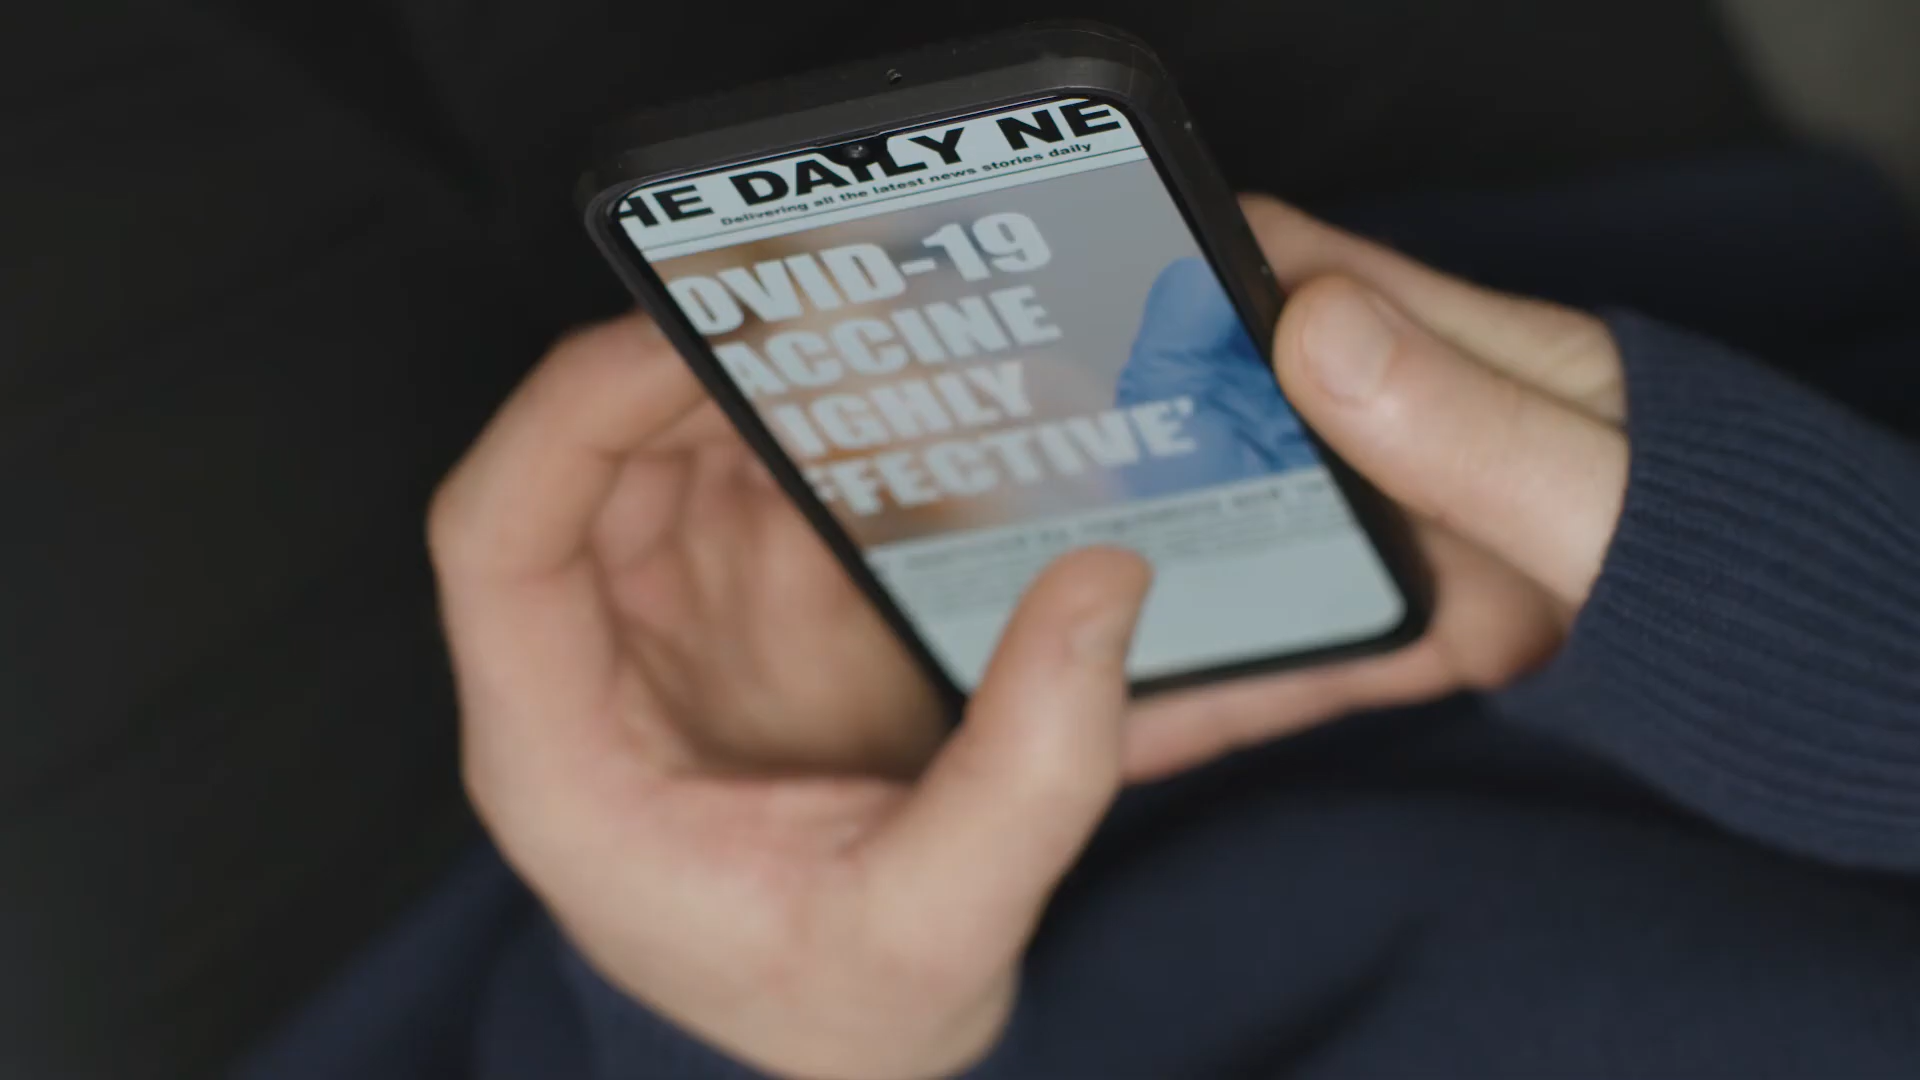 HE DAILY NE
Delivering all the latest news stories daily
OVID-19
ACCINE
IGHLY
FFECTIVE'